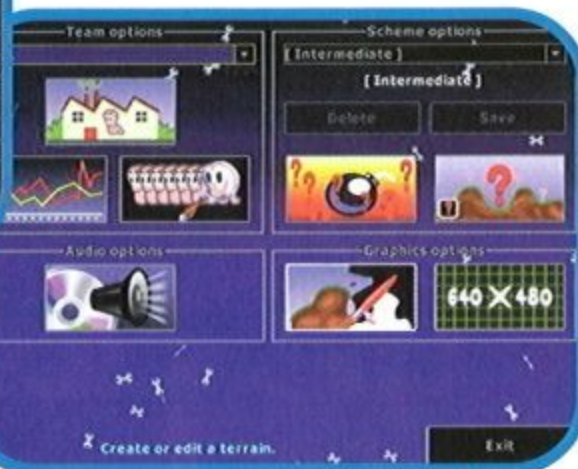 Team options
Scheme options
[ Intermediate ]
[ Intermediate ]
Delete
Save
? ?
?
?
?
Audio options
Graphics options
640 X 480
Create or edit a terrain.
Exit